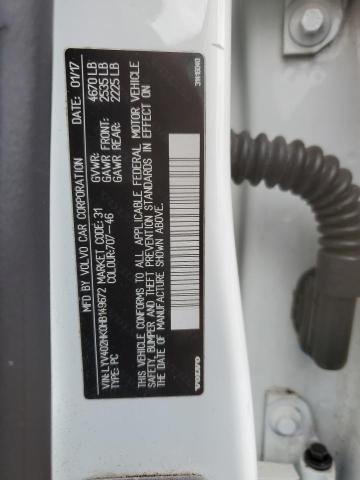 MFD BY VOLVO CAR CORPORATION DATE: 01/17
GVWR: 4670 LB
GAWR FRONT: 2535 LB
GAWR REAR: 2225 LB
VIN:LYV402HK0HB149672 MARKET CODE: 31
TYPE: PC COLOUR:707-46
THIS VEHICLE CONFORMS TO ALL APPLICABLE FEDERAL MOTOR VEHICLE
SAFETY, BUMPER AND THEFT PREVENTION STANDARDS IN EFFECT ON
THE DATE OF MANUFACTURE SHOWN ABOVE.
VOLVO